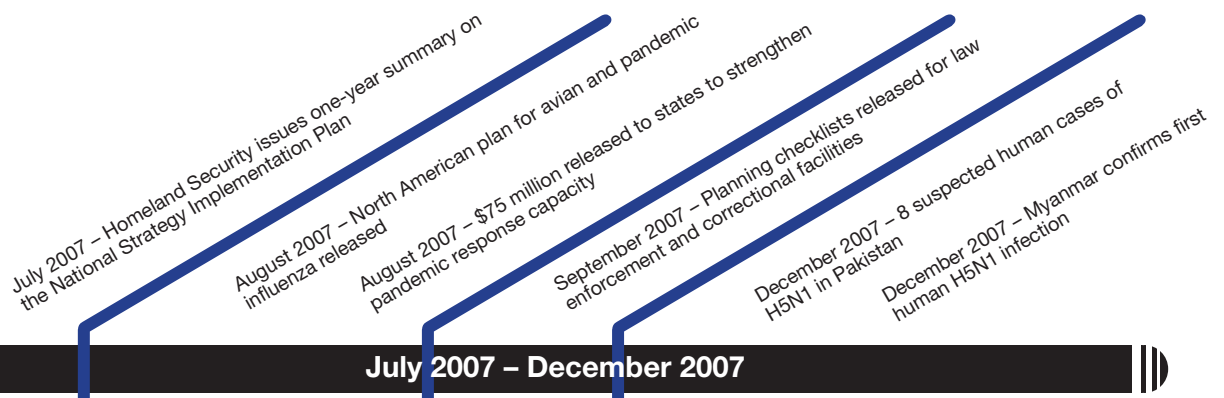 July 2007 – Homeland Security issues one-year summary on
the National Strategy Implementation Plan
August 2007 – North American plan for avian and pandemic
influenza released
August 2007 – $75 million released to states to strengthen
pandemic response capacity
September 2007 – Planning checklists released for law
enforcement and correctional facilities
December 2007 – 8 suspected human cases of
H5N1 in Pakistan
December 2007 – Myanmar confirms first
human H5N1 infection
July 2007 – December 2007